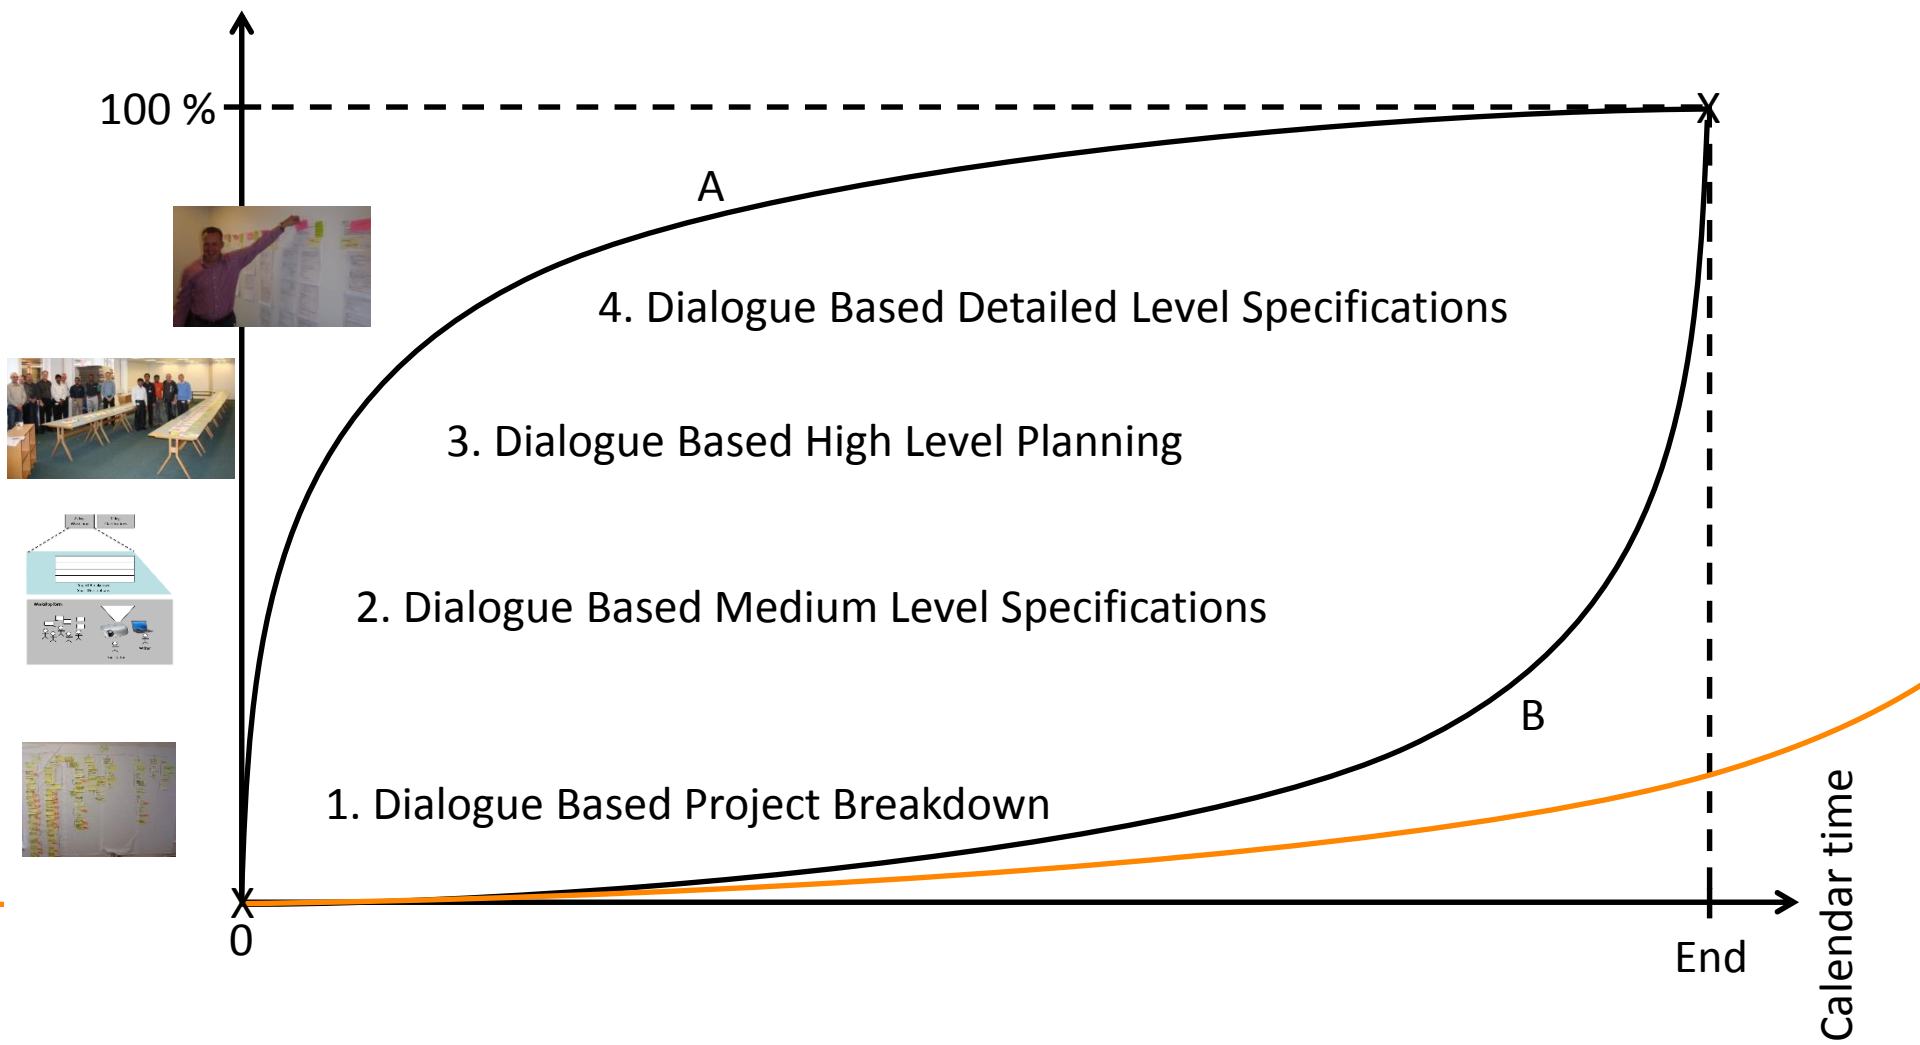 100 %
A
4. Dialogue Based Detailed Level Specifications
3. Dialogue Based High Level Planning
2. Dialogue Based Medium Level Specifications
B
1. Dialogue Based Project Breakdown
X
X
0
End
Calendar time